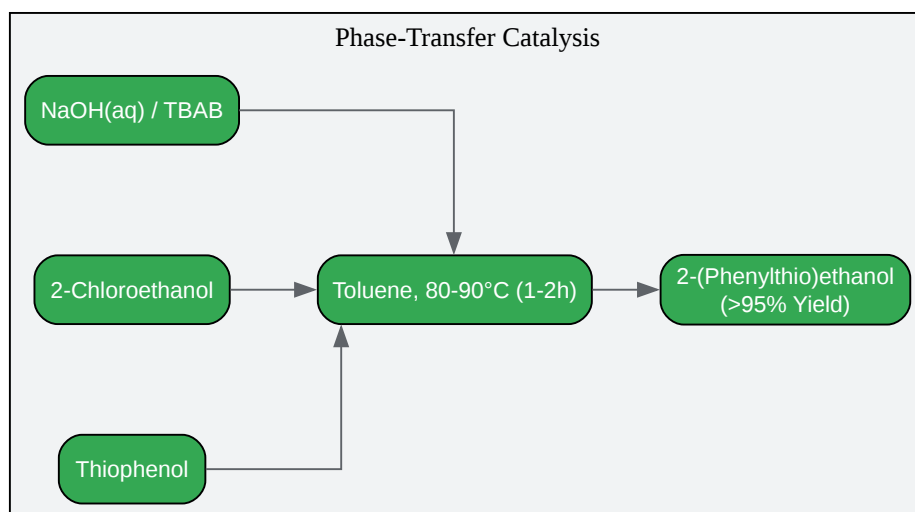 Phase-Transfer Catalysis
NaOH(aq) / TBAB
2-Chloroethanol
Toluene, 80-90°C (1-2h)
2-(Phenylthio)ethanol
(>95% Yield)
Thiophenol